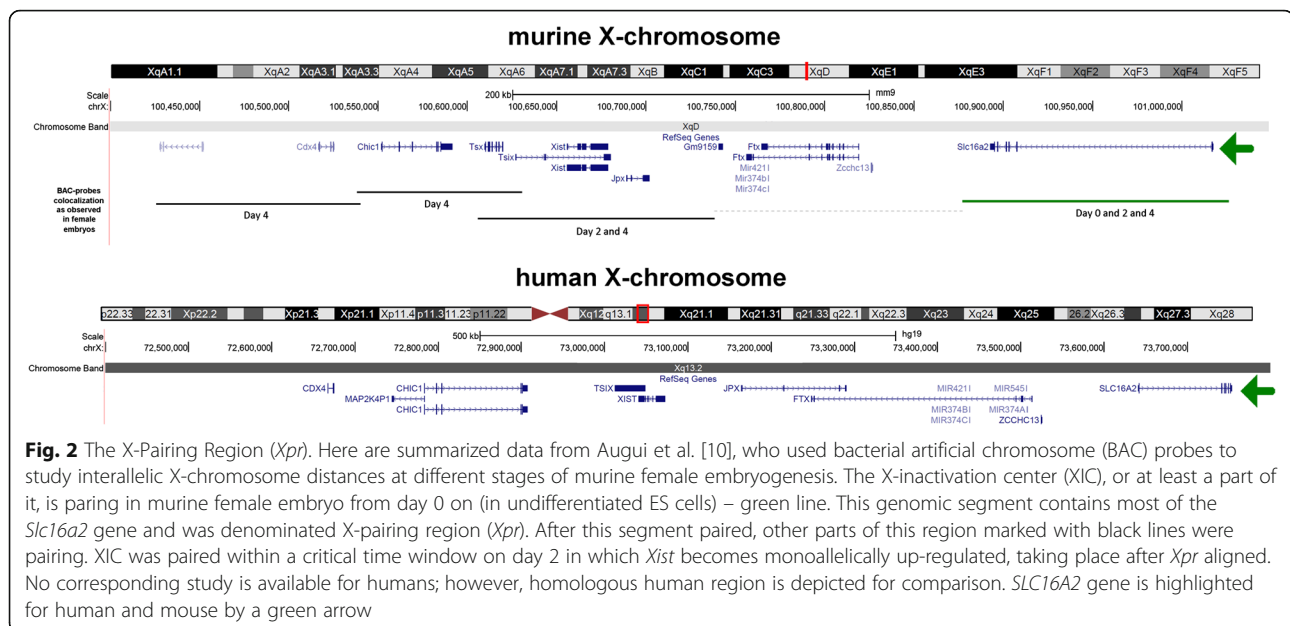 murine X-chromosome
XqA1.1 XqA2 XqA3.1 XqA3.3 XqA4 XqA5 XqA6 XqA7.1 XqA7.3 XqB XqC1 XqC3 XqD XqE1 XqE3 XqF1 XqF2 XqF3 XqF4 XqF5
Scale 200 kb mm9
chrX: 100,450,000 100,500,000 100,550,000 100,600,000 100,650,000 100,700,000 100,750,000 100,800,000 100,850,000 100,900,000 100,950,000 101,000,000
Chromosome Band XqD
RefSeq Genes
Cdx4 Chic1 Tsx Xist Gm9159 Ftx Slc16a2
Tsix Ftx
Xist Mir421 Zcchc13
Jpx Mir374b
Mir374c
BAC-probes
colocalization
as observed
in female
embryos
Day 4 Day 4 Day 2 and 4 Day 0 and 2 and 4
human X-chromosome
p22.33 22.31 Xp22.2 Xp21.3 Xp21.1 Xp11.4 p11.3 11.23 p11.22 Xq12 q13.1 Xq21.1 Xq21.31 q21.33 q22.1 Xq22.3 Xq23 Xq24 Xq25 26.2 Xq26.3 Xq27.3 Xq28
Scale 500 kb hg19
chrX: 72,500,000 72,600,000 72,700,000 72,800,000 72,900,000 73,000,000 73,100,000 73,200,000 73,300,000 73,400,000 73,500,000 73,600,000 73,700,000
Chromosome Band Xq13.2
RefSeq Genes
CDX4 CHIC1 TSIX JPX MIR421 MIR545 SLC16A2
MAP2K4P1 XIST FTX
CHIC1 MIR374B MIR374A
MIR374C ZCCHC13
Fig. 2 The X-Pairing Region (Xpr). Here are summarized data from Augui et al. [10], who used bacterial artificial chromosome (BAC) probes to
study interallelic X-chromosome distances at different stages of murine female embryogenesis. The X-inactivation center (XIC), or at least a part of
it, is paring in murine female embryo from day 0 on (in undifferentiated ES cells) – green line. This genomic segment contains most of the
Slc16a2 gene and was denominated X-pairing region (Xpr). After this segment paired, other parts of this region marked with black lines were
pairing. XIC was paired within a critical time window on day 2 in which Xist becomes monoallelically up-regulated, taking place after Xpr aligned.
No corresponding study is available for humans; however, homologous human region is depicted for comparison. SLC16A2 gene is highlighted
for human and mouse by a green arrow